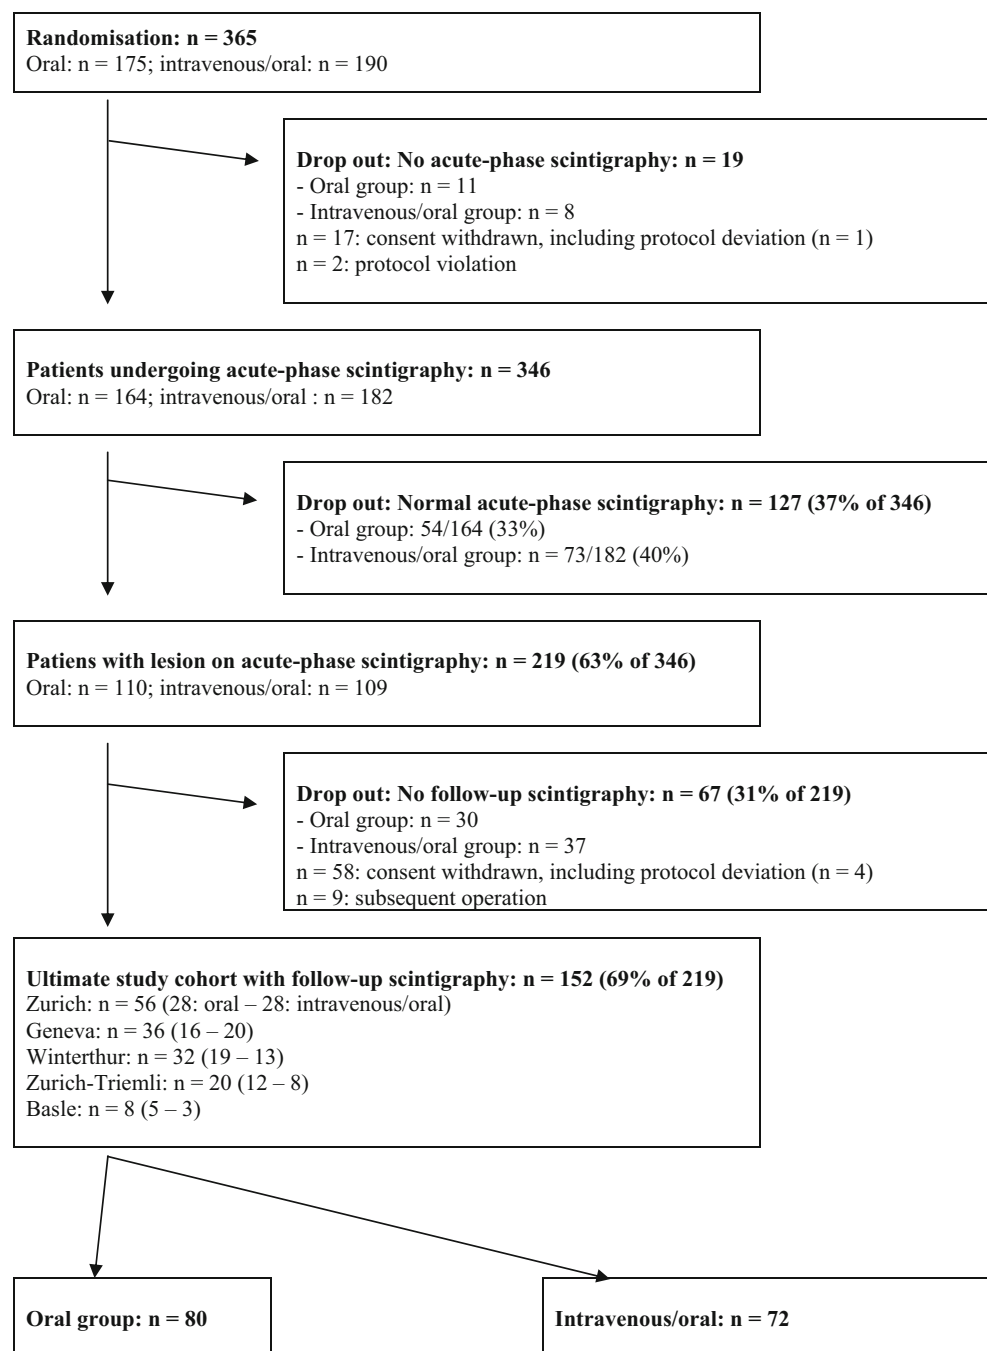 Randomisation: n = 365
Oral: n = 175; intravenous/oral: n = 190
Drop out: No acute-phase scintigraphy: n = 19
- Oral group: n = 11
- Intravenous/oral group: n = 8
n = 17: consent withdrawn, including protocol deviation (n = 1)
n = 2: protocol violation
Patients undergoing acute-phase scintigraphy: n = 346
Oral: n = 164; intravenous/oral : n = 182
Drop out: Normal acute-phase scintigraphy: n = 127 (37% of 346)
- Oral group: 54/164 (33%)
- Intravenous/oral group: n = 73/182 (40%)
Patiens with lesion on acute-phase scintigraphy: n = 219 (63% of 346)
Oral: n = 110; intravenous/oral: n = 109
Drop out: No follow-up scintigraphy: n = 67 (31% of 219)
- Oral group: n = 30
- Intravenous/oral group: n = 37
n = 58: consent withdrawn, including protocol deviation (n = 4)
n = 9: subsequent operation
Ultimate study cohort with follow-up scintigraphy: n = 152 (69% of 219)
Zurich: n = 56 (28: oral – 28: intravenous/oral)
Geneva: n = 36 (16 – 20)
Winterthur: n = 32 (19 – 13)
Zurich-Triemli: n = 20 (12 – 8)
Basle: n = 8 (5 – 3)
Oral group: n = 80
Intravenous/oral: n = 72